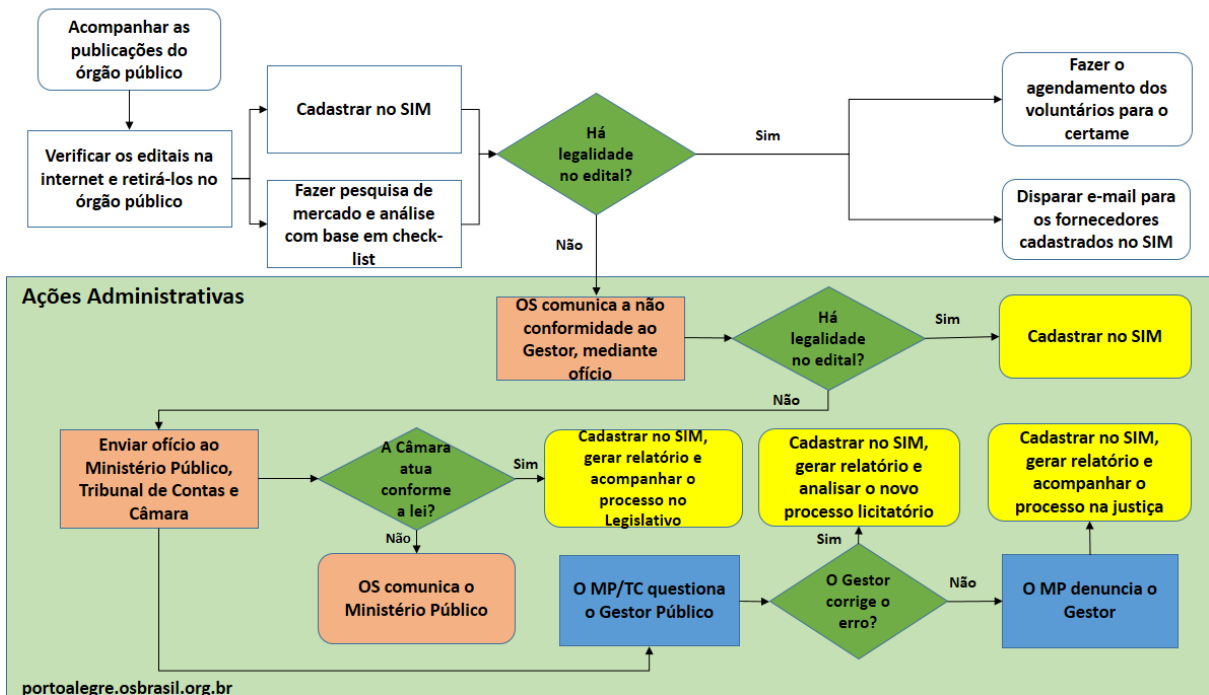 Acompanhar as
publicações do
órgão público
Verificar os editais na
internet e retirá-los no
órgão público
Cadastrar no SIM
Fazer pesquisa de
mercado e análise
com base em check-
list
Há
legalidade
no edital?
Sim
Fazer o
agendamento dos
voluntários para o
certame
Disparar e-mail para
os fornecedores
cadastrados no SIM
Não
Ações Administrativas
OS comunica a não
conformidade ao
Gestor, mediante
ofício
Há
legalidade
no edital?
Sim
Cadastrar no SIM
Não
Enviar ofício ao
Ministério Público,
Tribunal de Contas e
Câmara
A Câmara
atua
conforme
a lei?
Sim
Cadastrar no SIM,
gerar relatório e
acompanhar o
processo no
Legislativo
Não
OS comunica o
Ministério Público
O MP/TC questiona
o Gestor Público
O Gestor
corrige o
erro?
Sim
Cadastrar no SIM,
gerar relatório e
analisar o novo
processo licitatório
Não
O MP denuncia o
Gestor
Cadastrar no SIM,
gerar relatório e
acompanhar o
processo na justiça
portoalegre.osbrasil.org.br